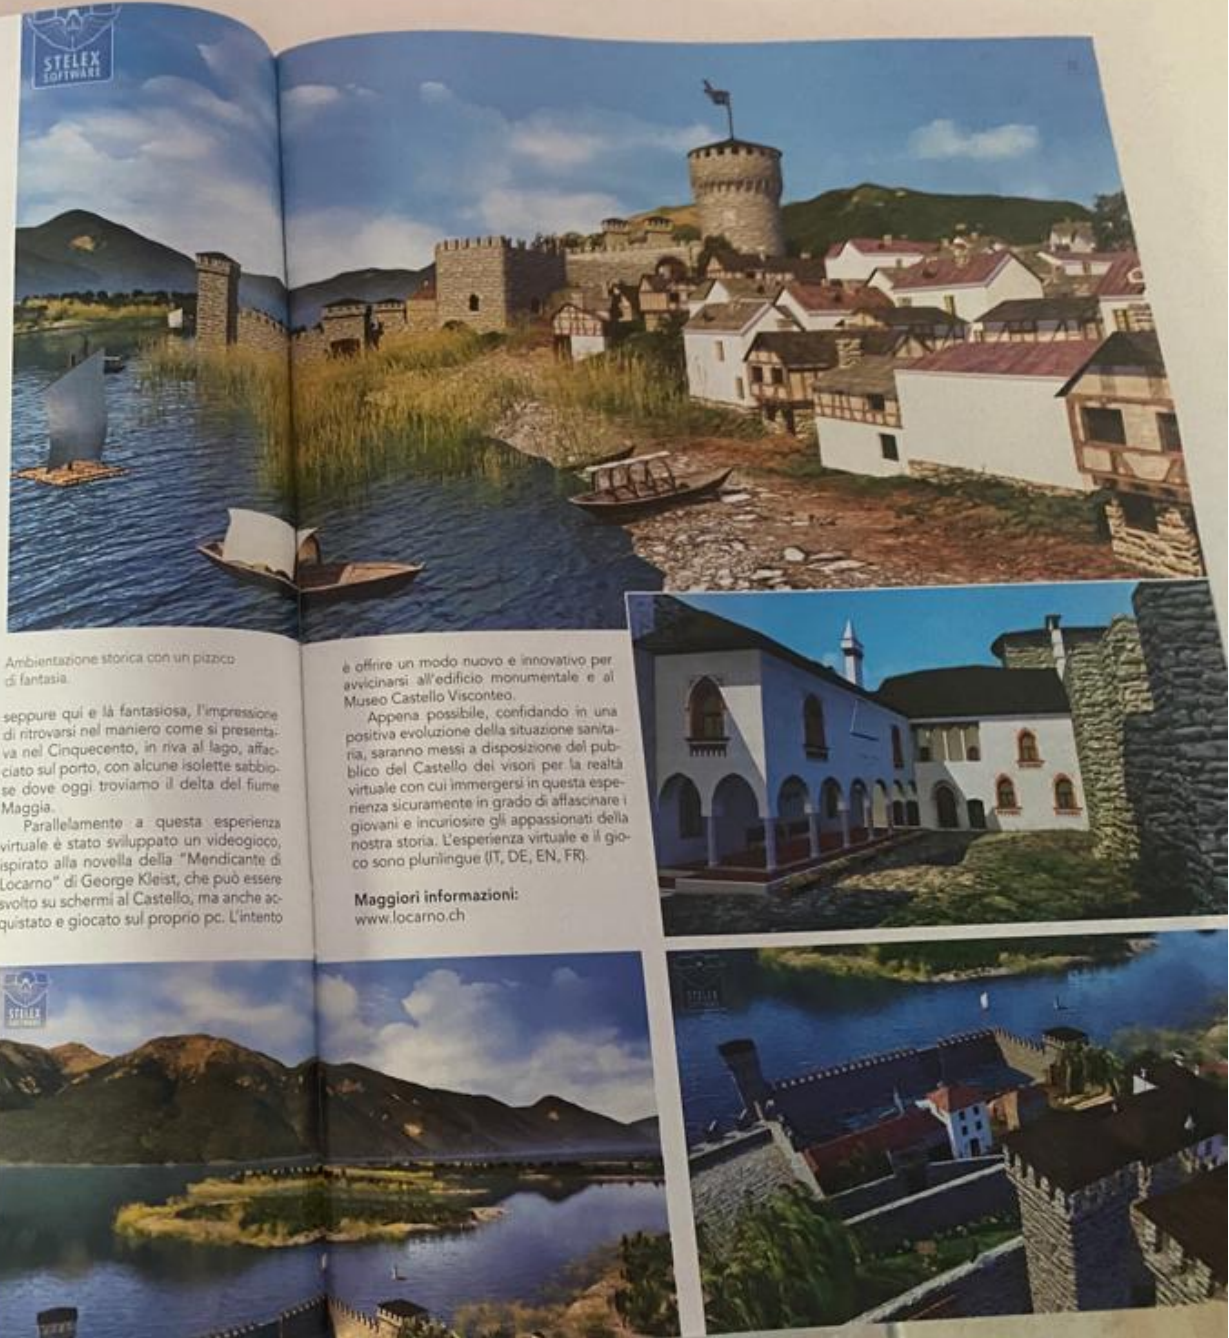 STELEX
SOFTWARE
Ambientazione storica con un pizzico
di fantasia.
seppure qui e là fantasiosa, l'impressione
di ritrovarsi nel maniero come si presenta-
va nel Cinquecento, in riva al lago, affac-
ciato sul porto, con alcune isolette sabbio-
se dove oggi troviamo il delta del fiume
Maggia.
Parallelamente a questa esperienza
virtuale è stato sviluppato un videogioco,
ispirato alla novella della "Mendicante di
Locarno" di George Kleist, che può essere
svolto su schermi al Castello, ma anche ac-
quistato e giocato sul proprio pc. L'intento
è offrire un modo nuovo e innovativo per
avvicinarsi all'edificio monumentale e al
Museo Castello Visconteo.
Appena possibile, confidando in una
positiva evoluzione della situazione sanita-
ria, saranno messi a disposizione del pub-
blico del Castello dei visori per la realtà
virtuale con cui immergersi in questa espe-
rienza sicuramente in grado di affascinare i
giovani e incuriosire gli appassionati della
nostra storia. L'esperienza virtuale e il gio-
co sono plurilingue (IT, DE, EN, FR).
Maggiori informazioni:
www.locarno.ch
STELEX
SOFTWARE
STELEX
SOFTWARE